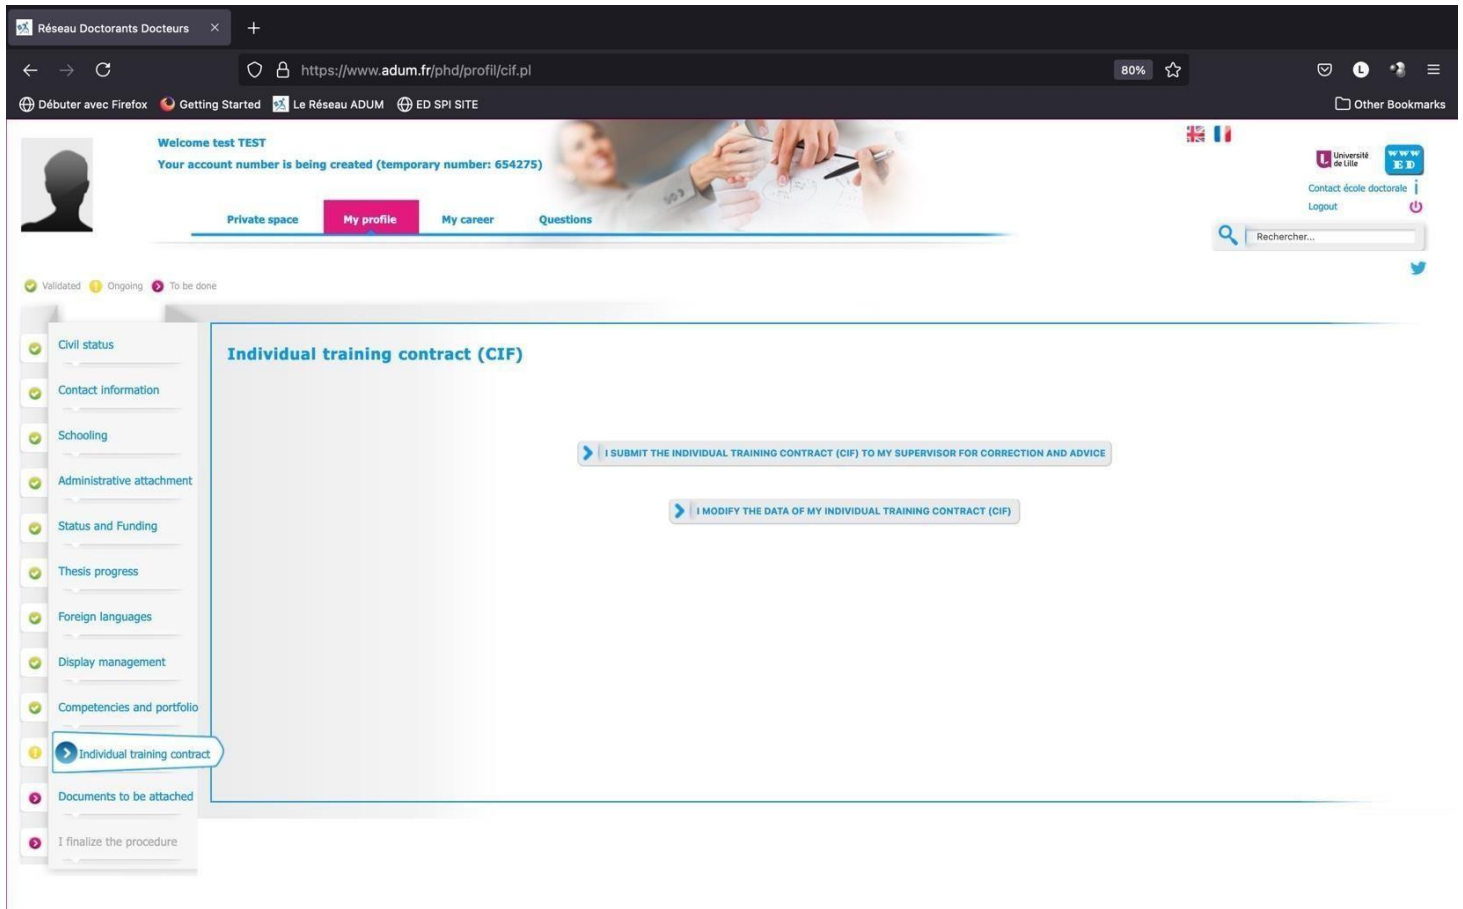 Réseau Doctorants Docteurs
https://www.adum.fr/phd/profil/cif.pl
80%
L
Débuter avec Firefox
Getting Started
Le Réseau ADUM
ED SPI SITE
Other Bookmarks
Welcome test TEST
Your account number is being created (temporary number: 654275)
Université
de Lille
WWW
ED
Contact école doctorale
Logout
Private space
My profile
My career
Questions
Rechercher...
Validated
Ongoing
To be done
Civil status
Contact information
Schooling
Administrative attachment
Status and Funding
Thesis progress
Foreign languages
Display management
Competencies and portfolio
Individual training contract
Documents to be attached
I finalize the procedure
Individual training contract (CIF)
I SUBMIT THE INDIVIDUAL TRAINING CONTRACT (CIF) TO MY SUPERVISOR FOR CORRECTION AND ADVICE
I MODIFY THE DATA OF MY INDIVIDUAL TRAINING CONTRACT (CIF)